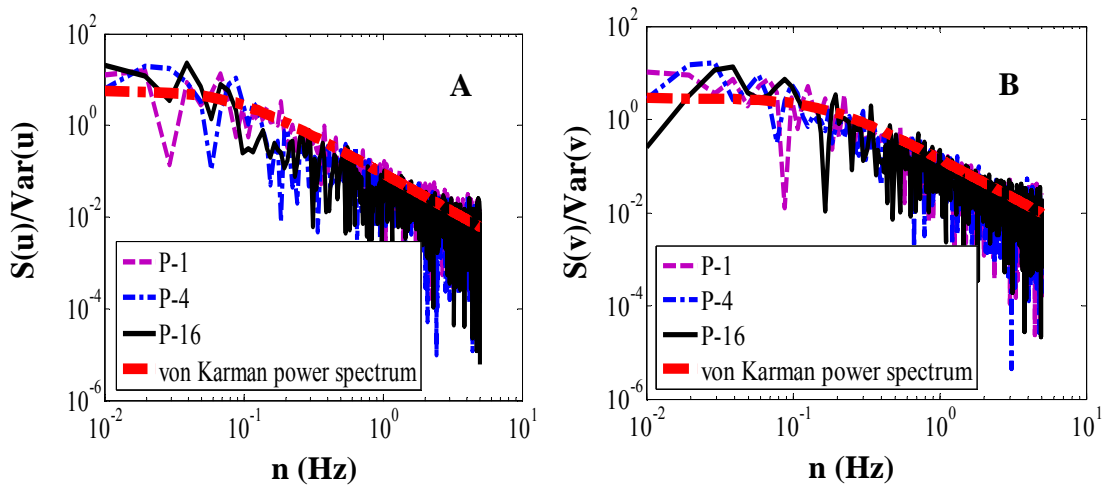 A
S(u)/Var(u)
10^2
10^0
10^-2
10^-4
10^-6
P-1
P-4
P-16
von Karman power spectrum
10^-2
10^-1
10^0
10^1
n (Hz)
B
S(v)/Var(v)
10^2
10^0
10^-2
10^-4
10^-6
P-1
P-4
P-16
von Karman power spectrum
10^-2
10^-1
10^0
10^1
n (Hz)